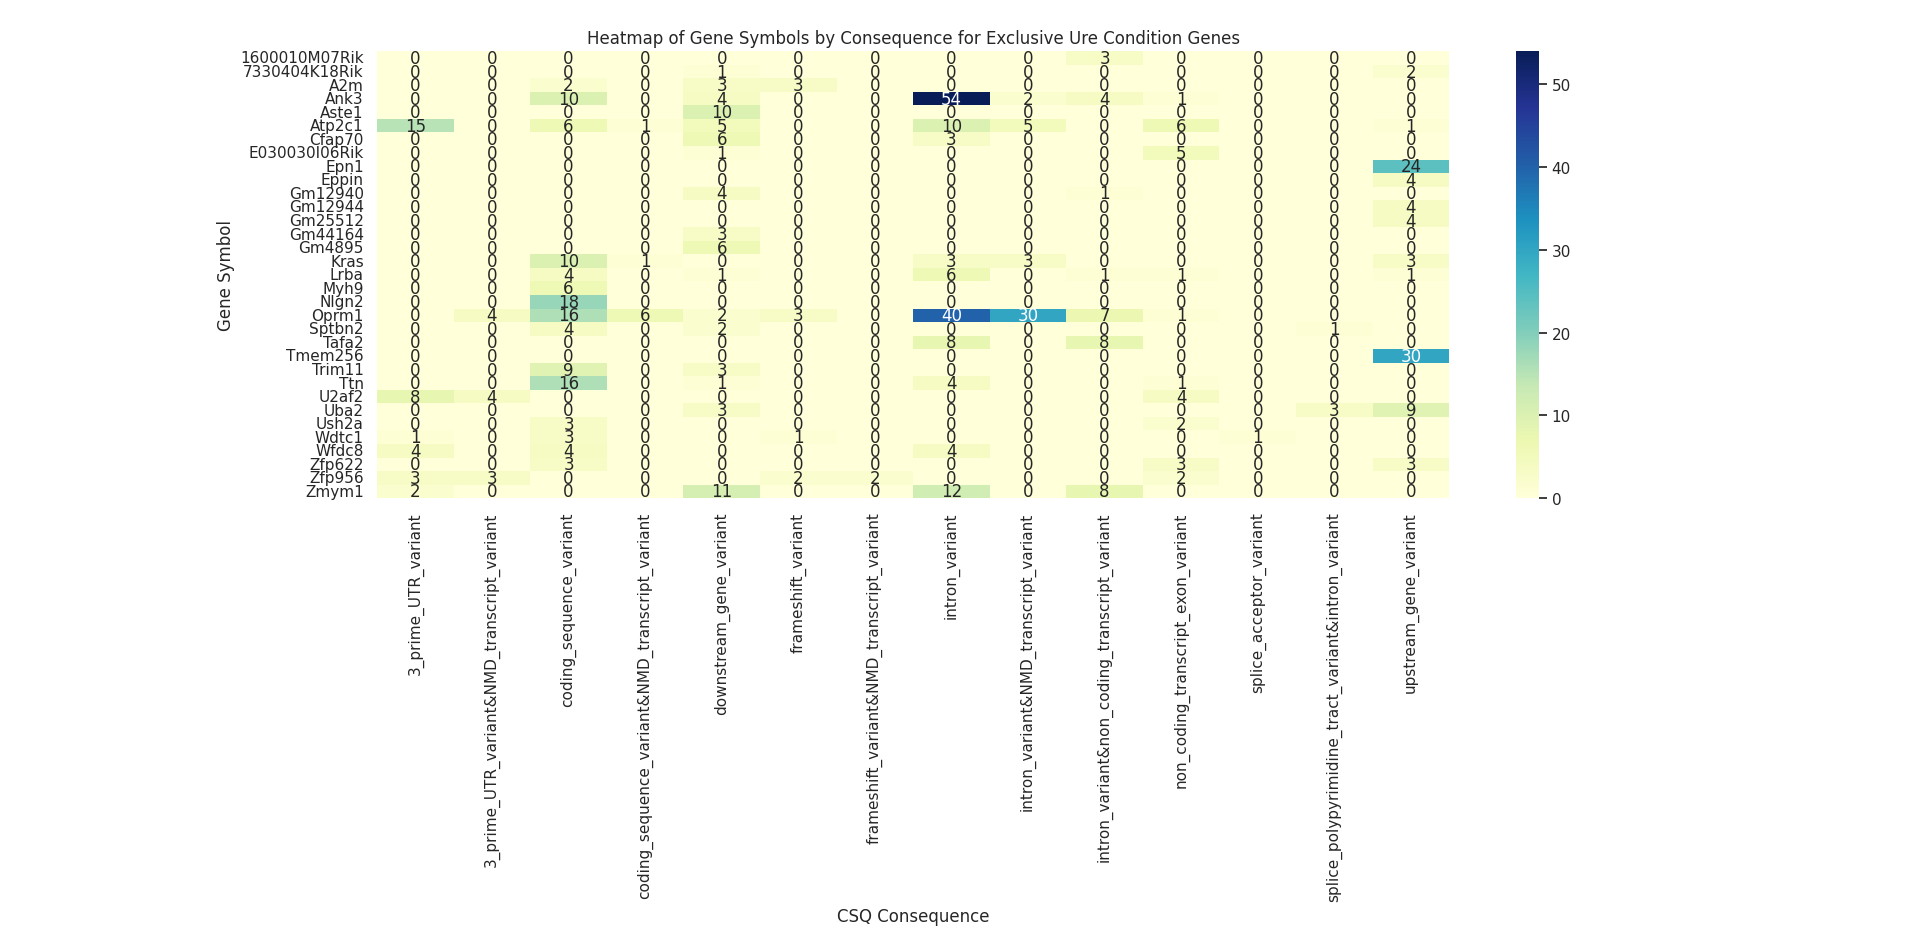 Heatmap of Gene Symbols by Consequence for Exclusive Ure Condition Genes
Gene Symbol
1600010M07Rik 0 0 0 0 0 0 0 0 0 3 0 0 0 0
7330404K18Rik 0 0 0 0 1 0 0 0 0 0 0 0 0 2
A2m 0 0 2 0 3 3 0 0 0 0 0 0 0 0
Ank3 0 0 10 0 4 0 0 54 2 4 1 0 0 0
Aste1 0 0 0 0 10 0 0 0 0 0 0 0 0 0
Atp2c1 15 0 6 1 5 0 0 10 5 0 6 0 0 1
Cfap70 0 0 0 0 6 0 0 3 0 0 0 0 0 0
E030030I06Rik 0 0 0 0 1 0 0 0 0 0 5 0 0 0
Epn1 0 0 0 0 0 0 0 0 0 0 0 0 0 24
Eppin 0 0 0 0 0 0 0 0 0 0 0 0 0 4
Gm12940 0 0 0 0 4 0 0 0 0 1 0 0 0 0
Gm12944 0 0 0 0 0 0 0 0 0 0 0 0 0 4
Gm25512 0 0 0 0 0 0 0 0 0 0 0 0 0 4
Gm44164 0 0 0 0 3 0 0 0 0 0 0 0 0 0
Gm4895 0 0 0 0 6 0 0 0 0 0 0 0 0 0
Kras 0 0 10 1 0 0 0 3 3 0 0 0 0 3
Lrba 0 0 4 0 1 0 0 6 0 1 1 0 0 1
Myh9 0 0 6 0 0 0 0 0 0 0 0 0 0 0
Nlgn2 0 0 18 0 0 0 0 0 0 0 0 0 0 0
Oprm1 0 4 16 6 2 3 0 40 30 7 1 0 0 0
Sptbn2 0 0 4 0 2 0 0 0 0 0 0 0 1 0
Tafa2 0 0 0 0 0 0 0 8 0 8 0 0 0 0
Tmem256 0 0 0 0 0 0 0 0 0 0 0 0 0 30
Trim11 0 0 9 0 3 0 0 0 0 0 0 0 0 0
Ttn 0 0 16 0 1 0 0 4 0 0 1 0 0 0
U2af2 8 4 0 0 0 0 0 0 0 0 4 0 0 0
Uba2 0 0 0 0 3 0 0 0 0 0 0 0 3 9
Ush2a 0 0 3 0 0 0 0 0 0 0 2 0 0 0
Wdtc1 1 0 3 0 0 1 0 0 0 0 0 1 0 0
Wfdc8 4 0 4 0 0 0 0 4 0 0 0 0 0 0
Zfp622 0 0 3 0 0 0 0 0 0 0 3 0 0 3
Zfp956 3 3 0 0 0 2 2 0 0 0 2 0 0 0
Zmym1 2 0 0 0 11 0 0 12 0 8 0 0 0 0
3_prime_UTR_variant
3_prime_UTR_variant&NMD_transcript_variant
coding_sequence_variant
coding_sequence_variant&NMD_transcript_variant
downstream_gene_variant
frameshift_variant
frameshift_variant&NMD_transcript_variant
intron_variant
intron_variant&NMD_transcript_variant
intron_variant&non_coding_transcript_variant
non_coding_transcript_exon_variant
splice_acceptor_variant
splice_polypyrimidine_tract_variant&intron_variant
upstream_gene_variant
CSQ Consequence
50
40
30
20
10
0